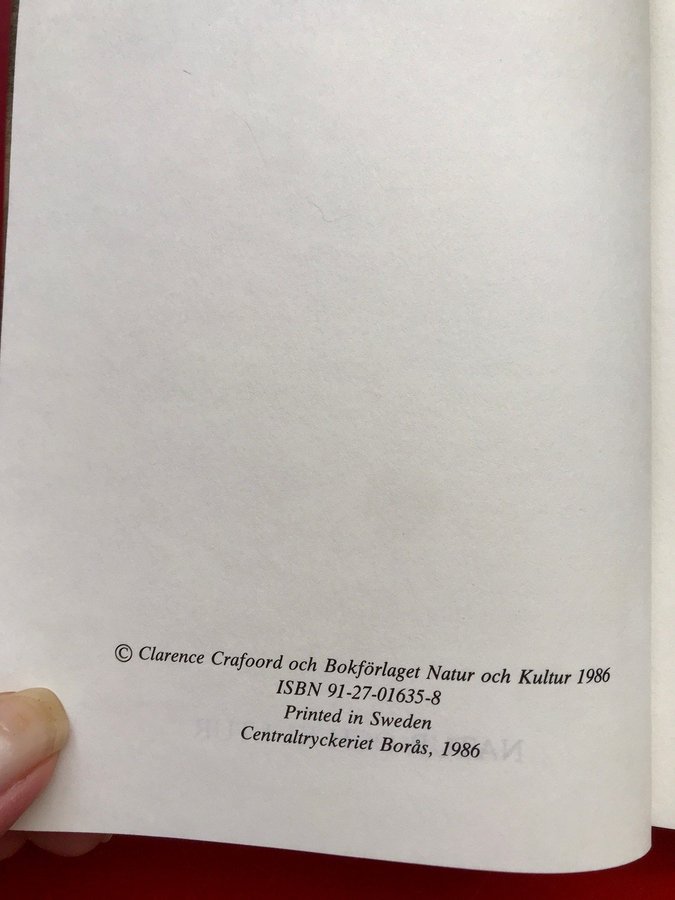 © Clarence Crafoord och Bokförlaget Natur och Kultur 1986
ISBN 91-27-01635-8
Printed in Sweden
Centraltryckeriet Borås, 1986